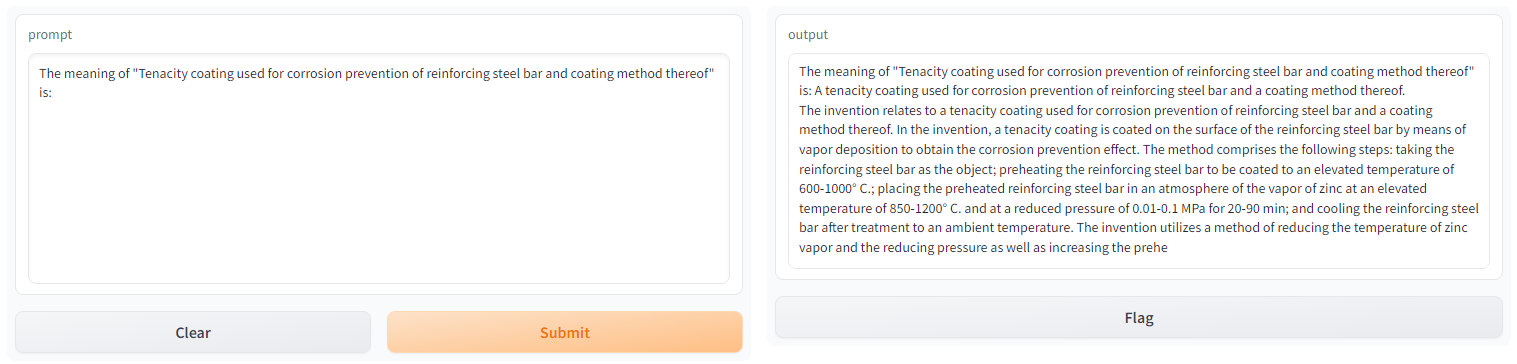 prompt
The meaning of "Tenacity coating used for corrosion prevention of reinforcing steel bar and coating method thereof"
is:
Clear
Submit
output
The meaning of "Tenacity coating used for corrosion prevention of reinforcing steel bar and coating method thereof"
is: A tenacity coating used for corrosion prevention of reinforcing steel bar and a coating method thereof.
The invention relates to a tenacity coating used for corrosion prevention of reinforcing steel bar and a coating
method thereof. In the invention, a tenacity coating is coated on the surface of the reinforcing steel bar by means of
vapor deposition to obtain the corrosion prevention effect. The method comprises the following steps: taking the
reinforcing steel bar as the object; preheating the reinforcing steel bar to be coated to an elevated temperature of
600-1000° C.; placing the preheated reinforcing steel bar in an atmosphere of the vapor of zinc at an elevated
temperature of 850-1200° C. and at a reduced pressure of 0.01-0.1 MPa for 20-90 min; and cooling the reinforcing steel
bar after treatment to an ambient temperature. The invention utilizes a method of reducing the temperature of zinc
vapor and the reducing pressure as well as increasing the prehe
Flag